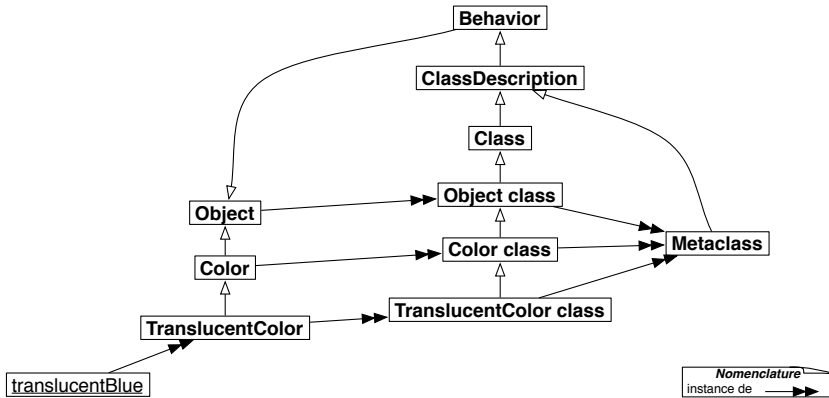 Behavior
ClassDescription
Class
Object class
Object
Metaclass
Color class
Color
TranslucentColor class
TranslucentColor
translucentBlue
Nomenclature
instance de